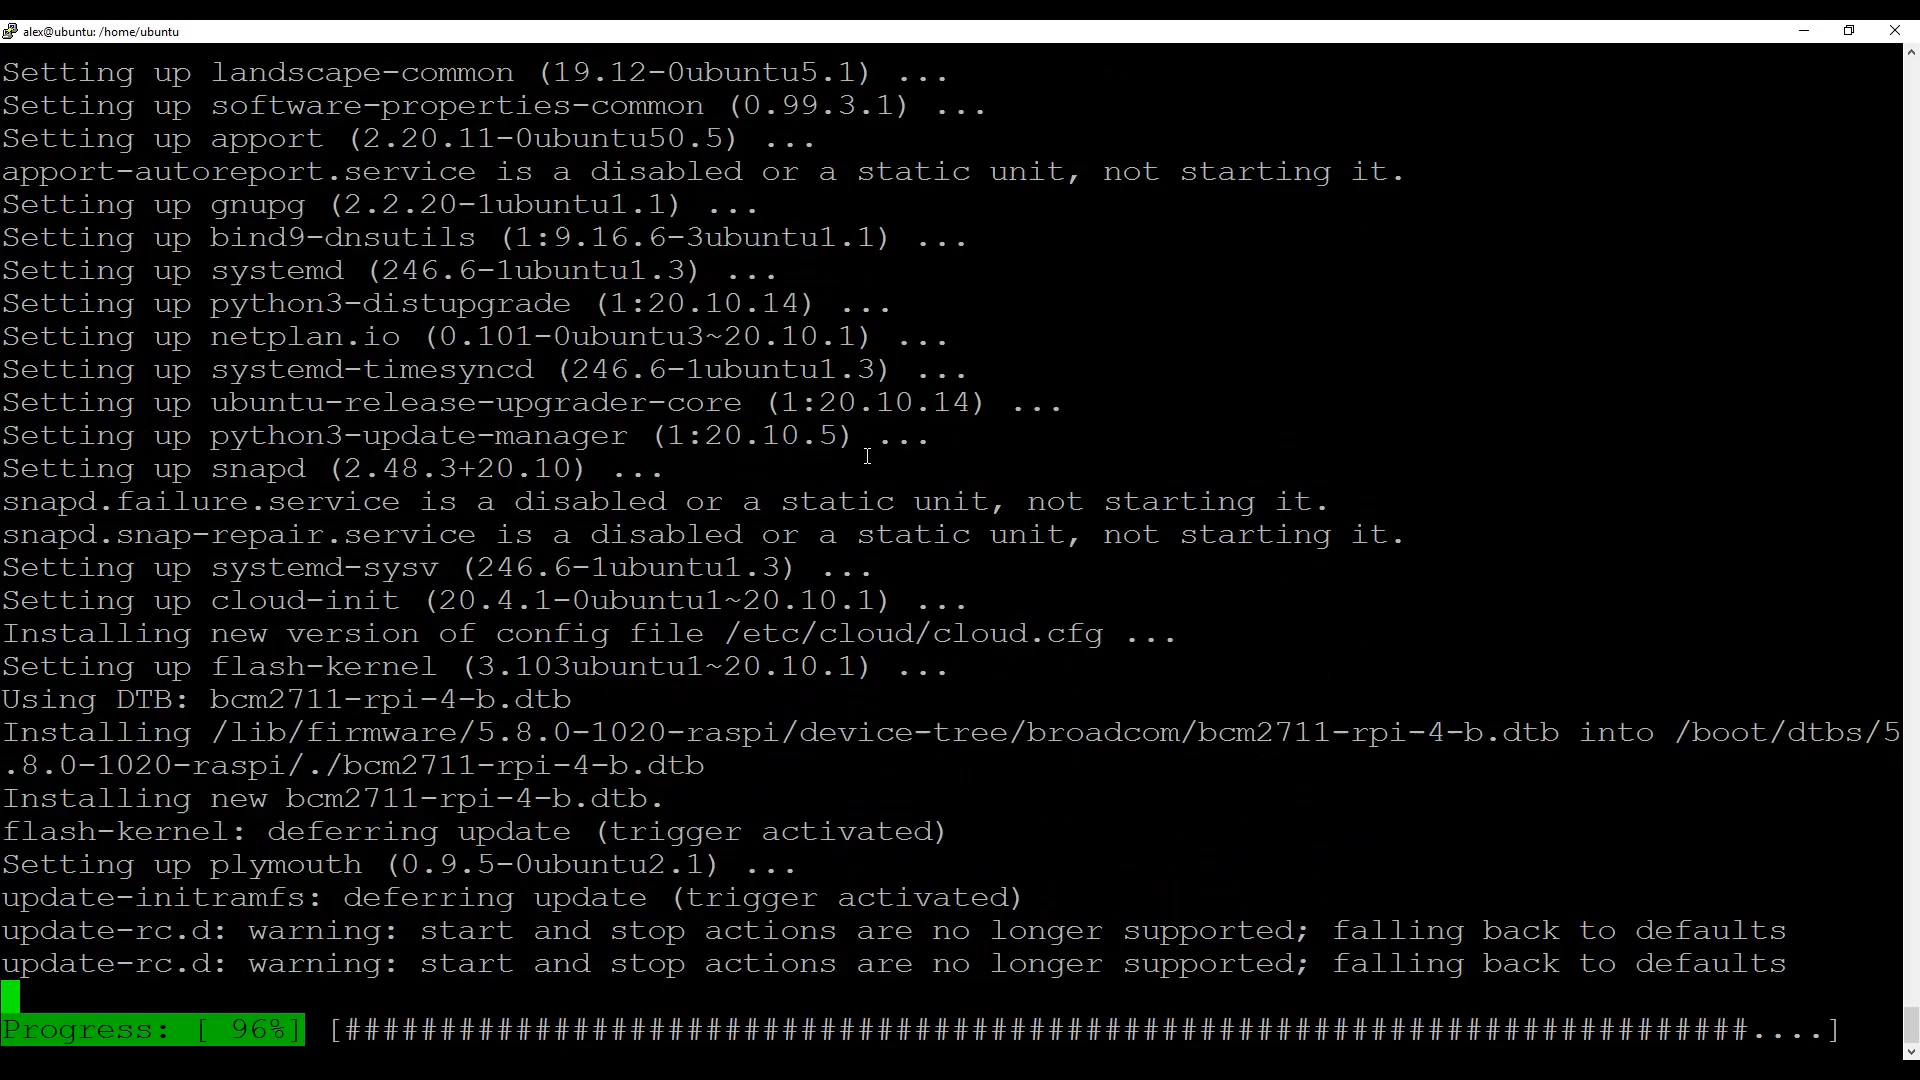 alex@ubuntu: /home/ubuntu
Setting up landscape-common (19.12-0ubuntu5.1) ...
Setting up software-properties-common (0.99.3.1) ...
Setting up apport (2.20.11-0ubuntu50.5) ...
apport-autoreport.service is a disabled or a static unit, not starting it.
Setting up gnupg (2.2.20-1ubuntu1.1) ...
Setting up bind9-dnsutils (1:9.16.6-3ubuntu1.1) ...
Setting up systemd (246.6-1ubuntu1.3) ...
Setting up python3-distupgrade (1:20.10.14) ...
Setting up netplan.io (0.101-0ubuntu3~20.10.1) ...
Setting up systemd-timesyncd (246.6-1ubuntu1.3) ...
Setting up ubuntu-release-upgrader-core (1:20.10.14) ...
Setting up python3-update-manager (1:20.10.5) ...
Setting up snapd (2.48.3+20.10) ...
snapd.failure.service is a disabled or a static unit, not starting it.
snapd.snap-repair.service is a disabled or a static unit, not starting it.
Setting up systemd-sysv (246.6-1ubuntu1.3) ...
Setting up cloud-init (20.4.1-0ubuntu1~20.10.1) ...
Installing new version of config file /etc/cloud/cloud.cfg ...
Setting up flash-kernel (3.103ubuntu1~20.10.1) ...
Using DTB: bcm2711-rpi-4-b.dtb
Installing /lib/firmware/5.8.0-1020-raspi/device-tree/broadcom/bcm2711-rpi-4-b.dtb into /boot/dtbs/5
.8.0-1020-raspi/./bcm2711-rpi-4-b.dtb
Installing new bcm2711-rpi-4-b.dtb.
flash-kernel: deferring update (trigger activated)
Setting up plymouth (0.9.5-0ubuntu2.1) ...
update-initramfs: deferring update (trigger activated)
update-rc.d: warning: start and stop actions are no longer supported; falling back to defaults
update-rc.d: warning: start and stop actions are no longer supported; falling back to defaults
Progress: [ 96%] [##########################################################################....]